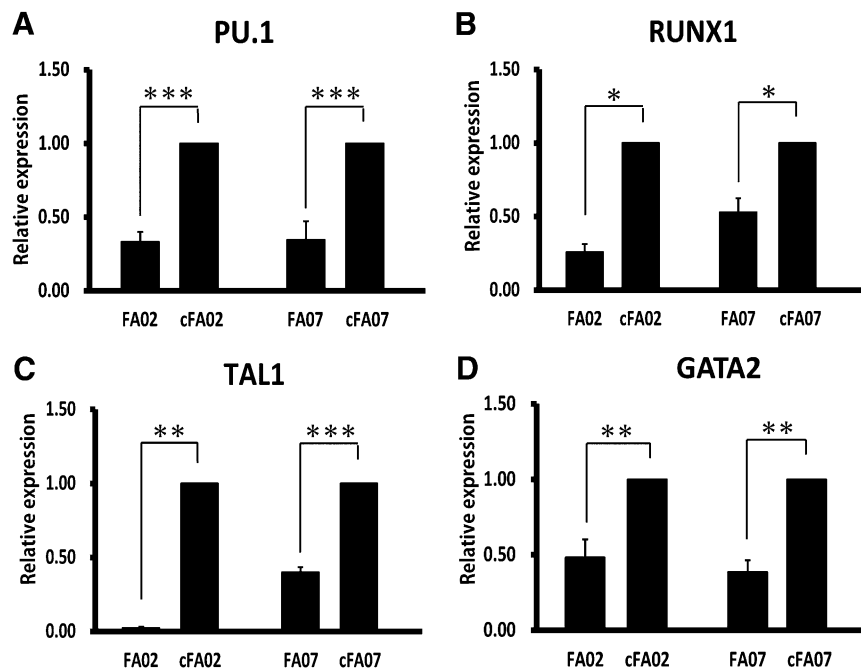 A
PU.1
Relative expression
1.50
1.00
0.50
0.00
***
***
FA02 cFA02 FA07 cFA07
B
RUNX1
Relative expression
1.50
1.00
0.50
0.00
*
*
FA02 cFA02 FA07 cFA07
C
TAL1
Relative expression
1.50
1.00
0.50
0.00
**
***
FA02 cFA02 FA07 cFA07
D
GATA2
Relative expression
1.50
1.00
0.50
0.00
**
**
FA02 cFA02 FA07 cFA07